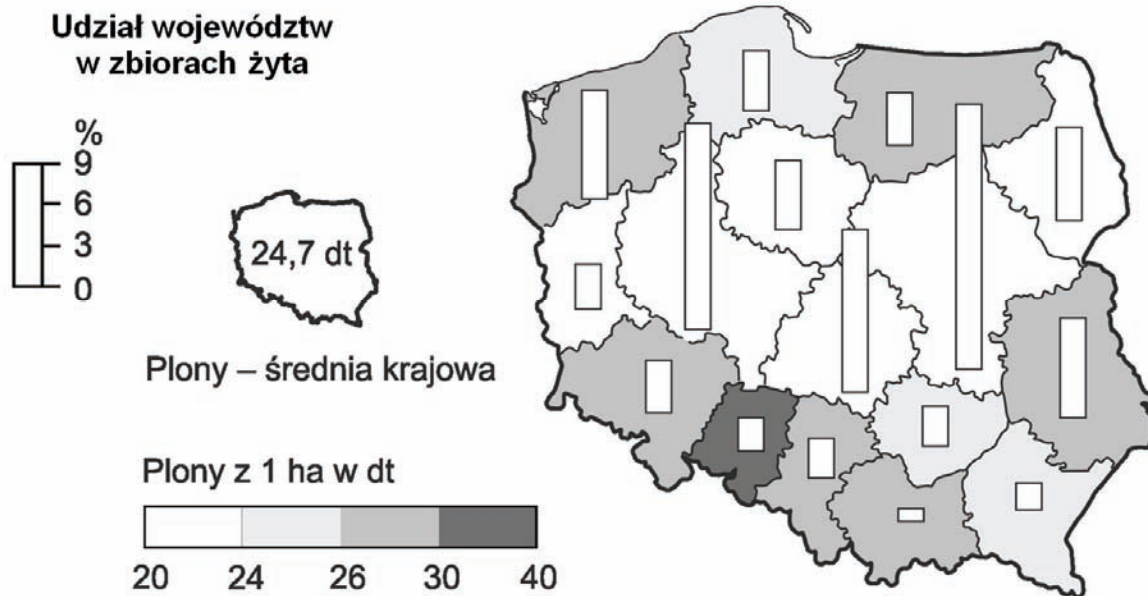 Udział województw
w zbiorach żyta
%
9
6
3
0
24,7 dt
Plony – średnia krajowa
Plony z 1 ha w dt
20 24 26 30 40